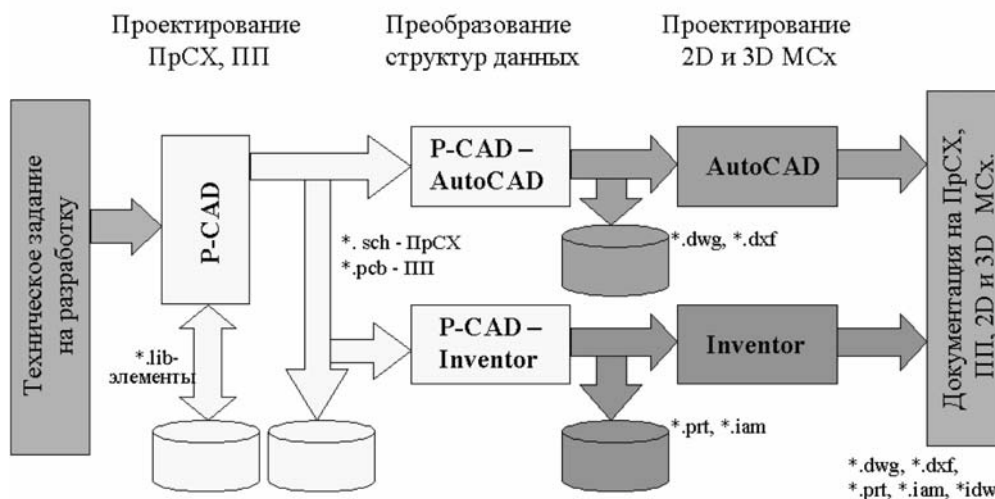 Проектирование
ПрСХ, ПП
Преобразование
структур данных
Проектирование
2D и 3D МСх
Техническое задание
на разработку
P-CAD
*.lib-
элементы
*. sch - ПрСХ
*.pcb - ПП
P-CAD –
AutoCAD
*.dwg, *.dxf
AutoCAD
P-CAD –
Inventor
*.prt, *.iam
Inventor
Документация на ПрСХ,
ПП, 2D и 3D МСх.
*.dwg, *.dxf,
*.prt, *.iam, *idw